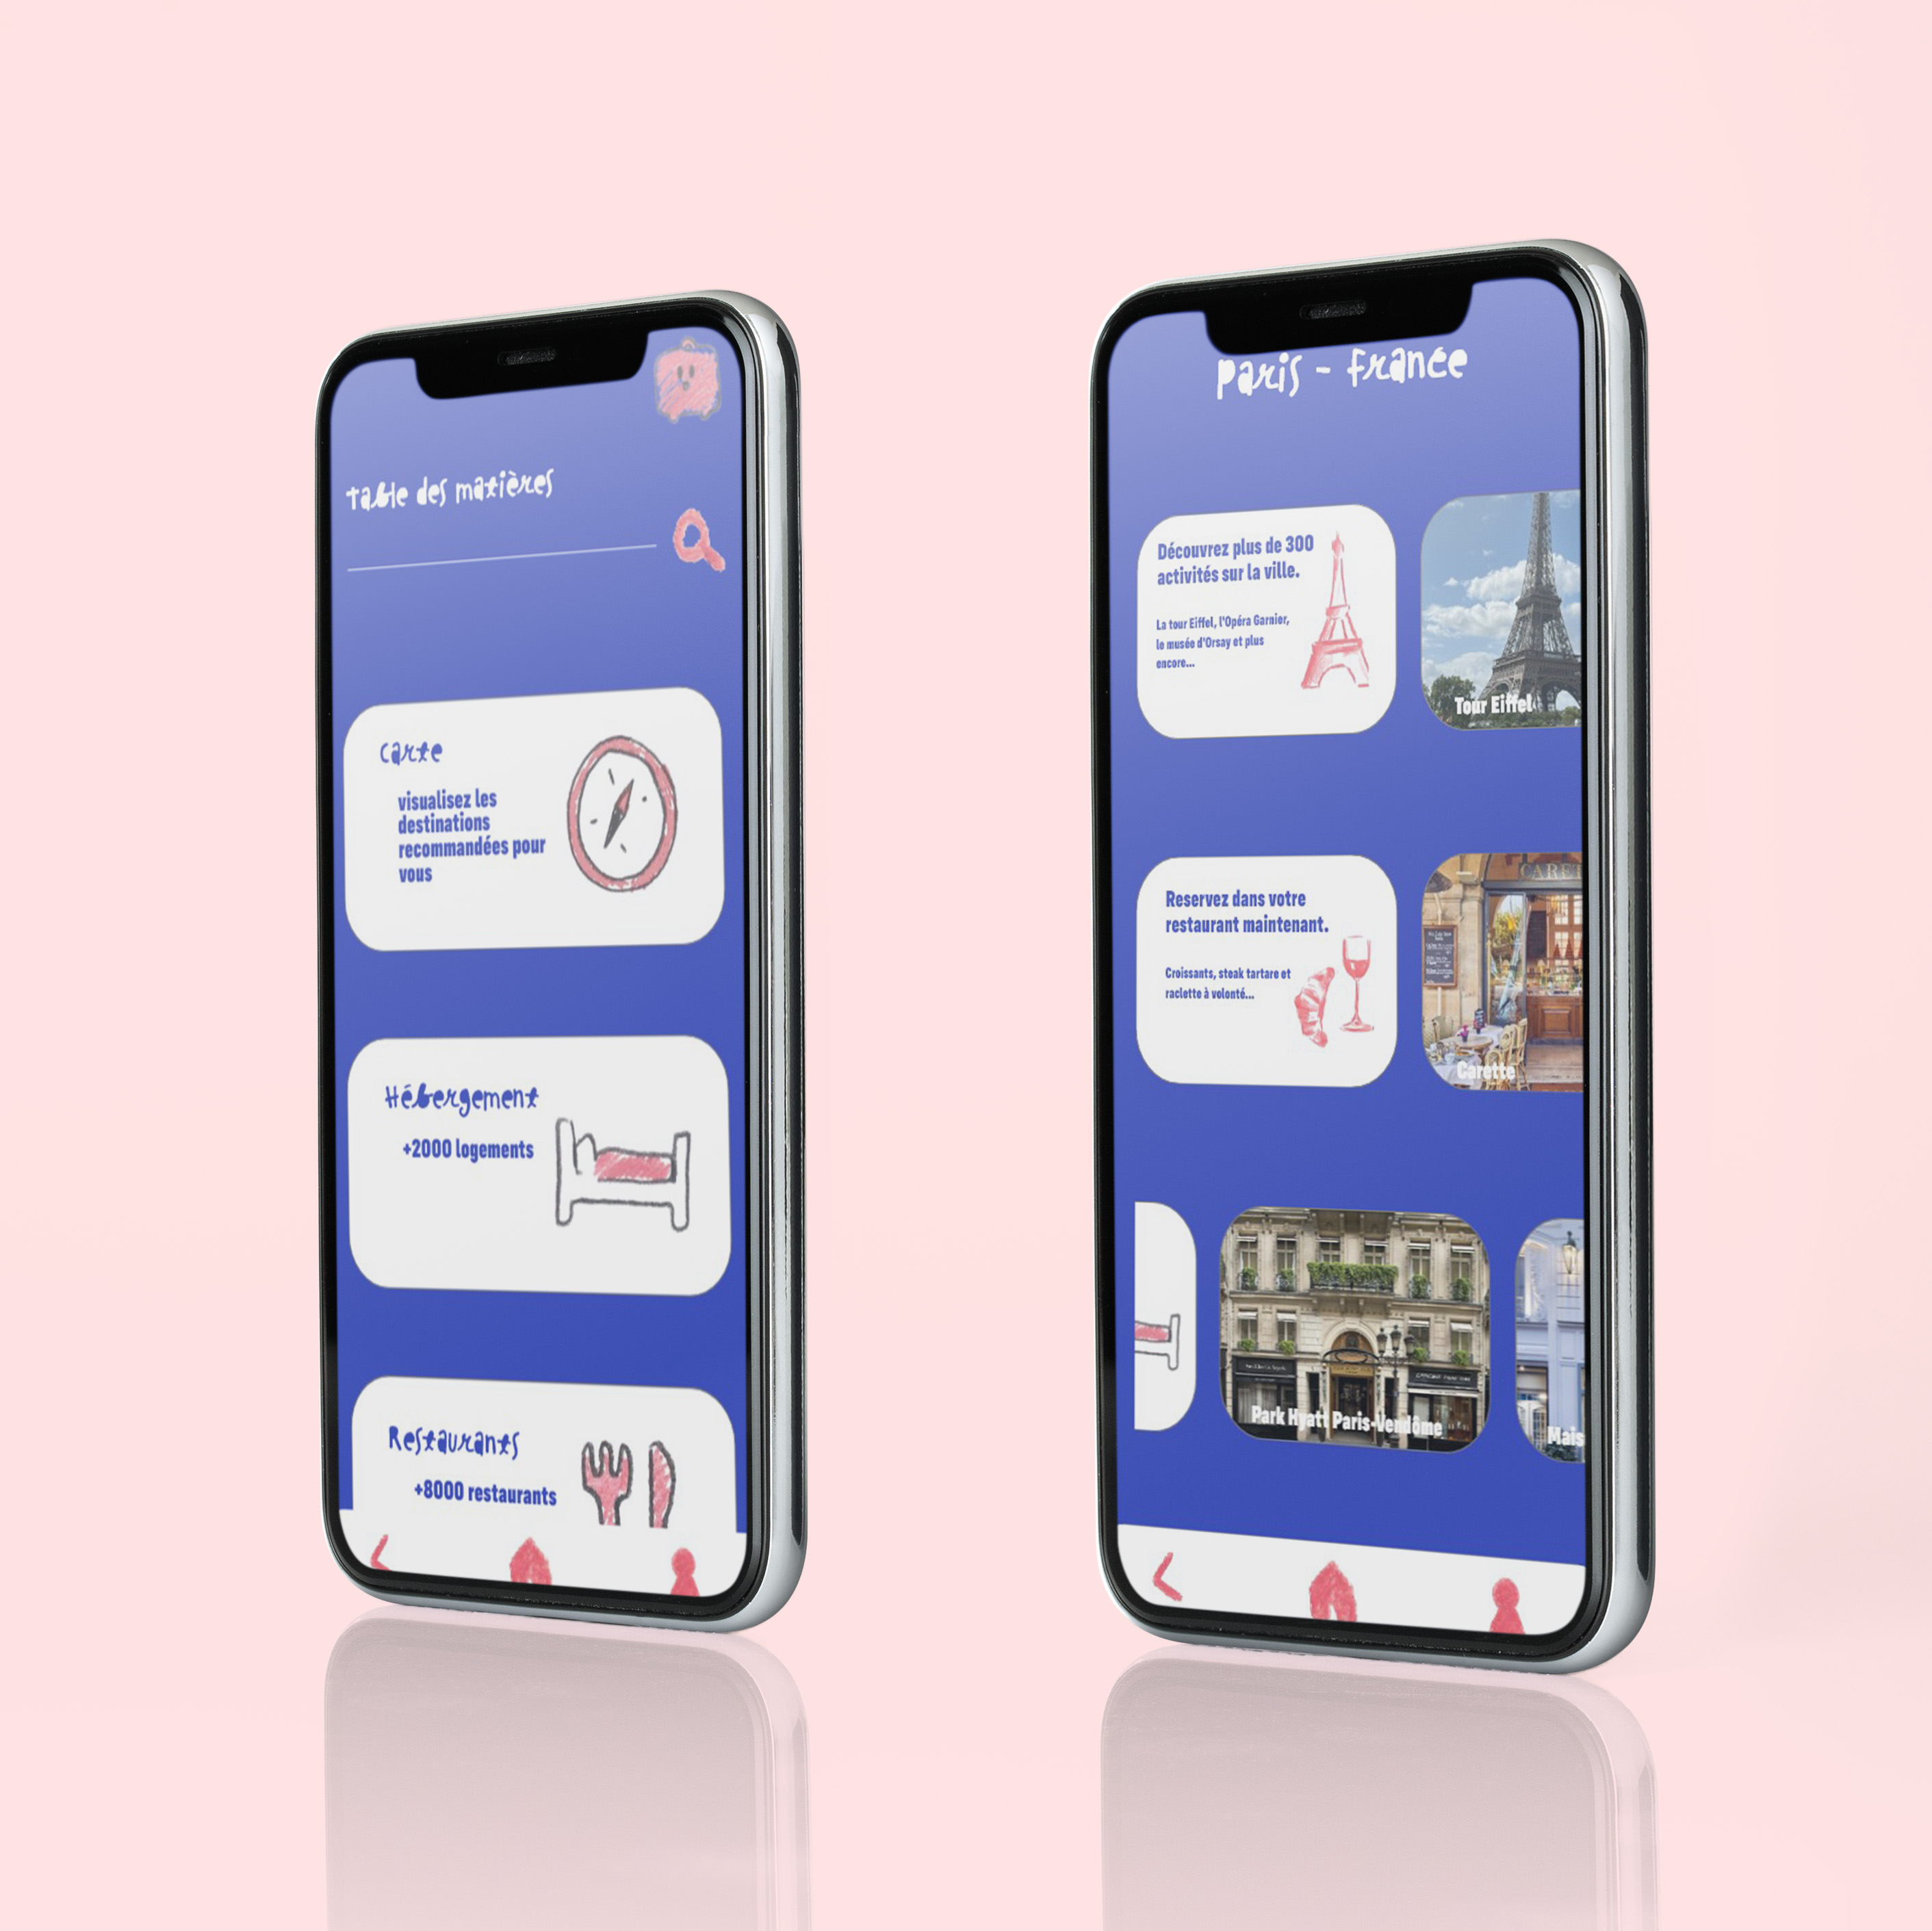 Table des matières
carte
visualisez les
destinations
recommandées pour
vous
Hébergement
+2000 logements
Restaurants
+8000 restaurants
paris - france
Découvrez plus de 300
activités sur la ville.
La tour Eiffel, l'Opéra Garnier,
le musée d'Orsay et plus
encore...
Tour Eiffel
Reservez dans votre
restaurant maintenant.
Croissants, steak tartare et
raclette à volonté...
CARET
Carette
Park Hyatt Paris-Vendôme
Mais